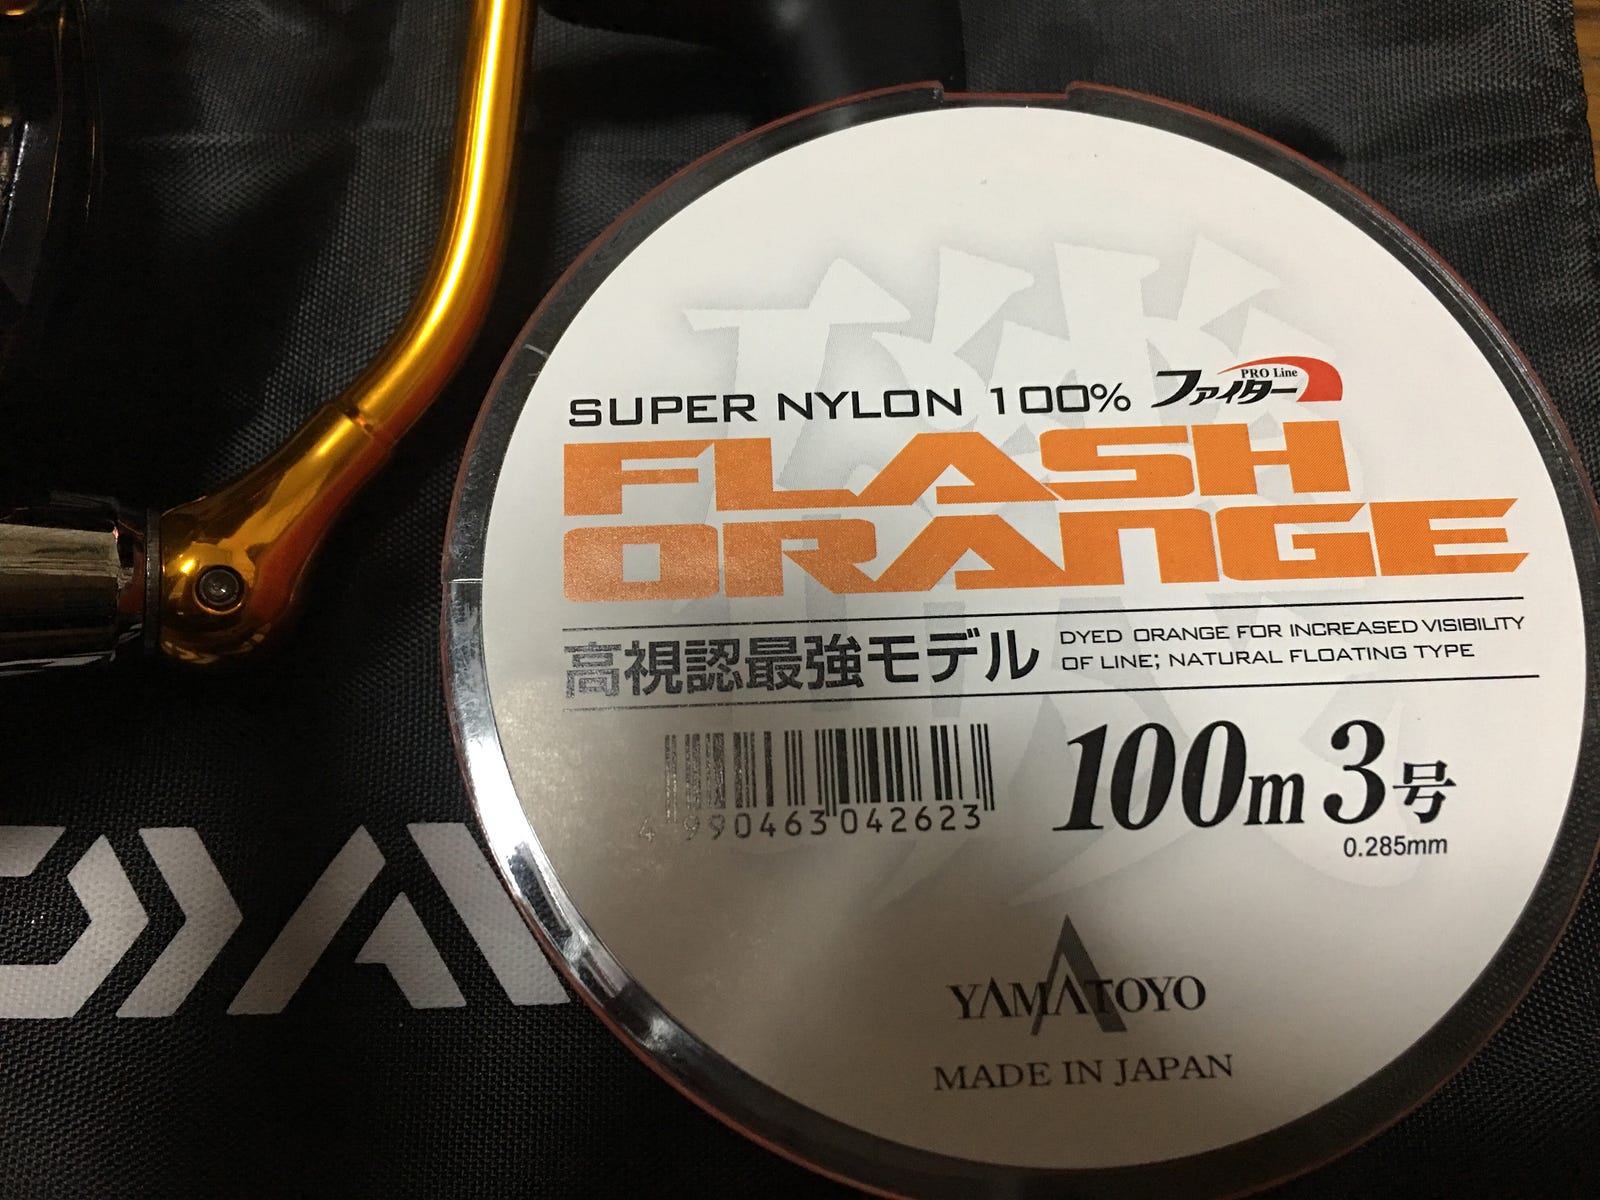 SUPER NYLON 100% ファイター PRO Line
FLASH
ORANGE
高視認最強モデル
DYED ORANGE FOR INCREASED VISIBILITY
OF LINE; NATURAL FLOATING TYPE
4 990463 042623
100m 3号
0.285mm
YAMATOYO
MADE IN JAPAN